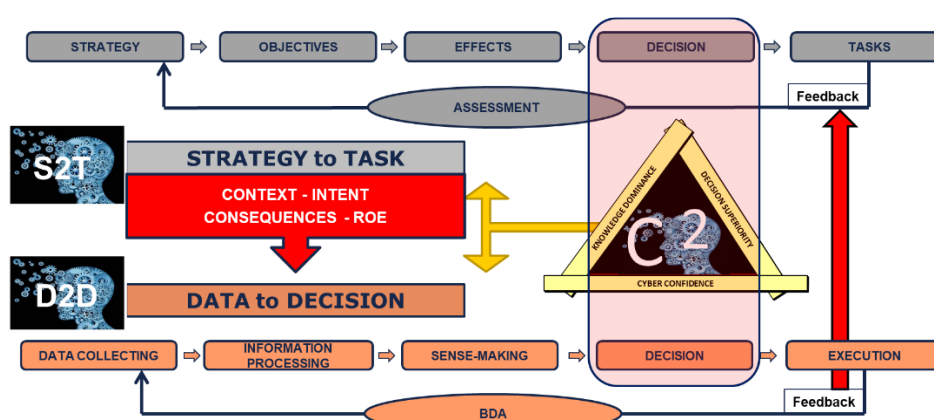 STRATEGY
OBJECTIVES
EFFECTS
DECISION
TASKS
ASSESSMENT
Feedback
S2T
STRATEGY to TASK
CONTEXT - INTENT
CONSEQUENCES - ROE
KNOWLEDGE DOMINANCE
DECISION SUPERIORITY
C2
CYBER CONFIDENCE
D2D
DATA to DECISION
DATA COLLECTING
INFORMATION
PROCESSING
SENSE-MAKING
DECISION
EXECUTION
Feedback
BDA